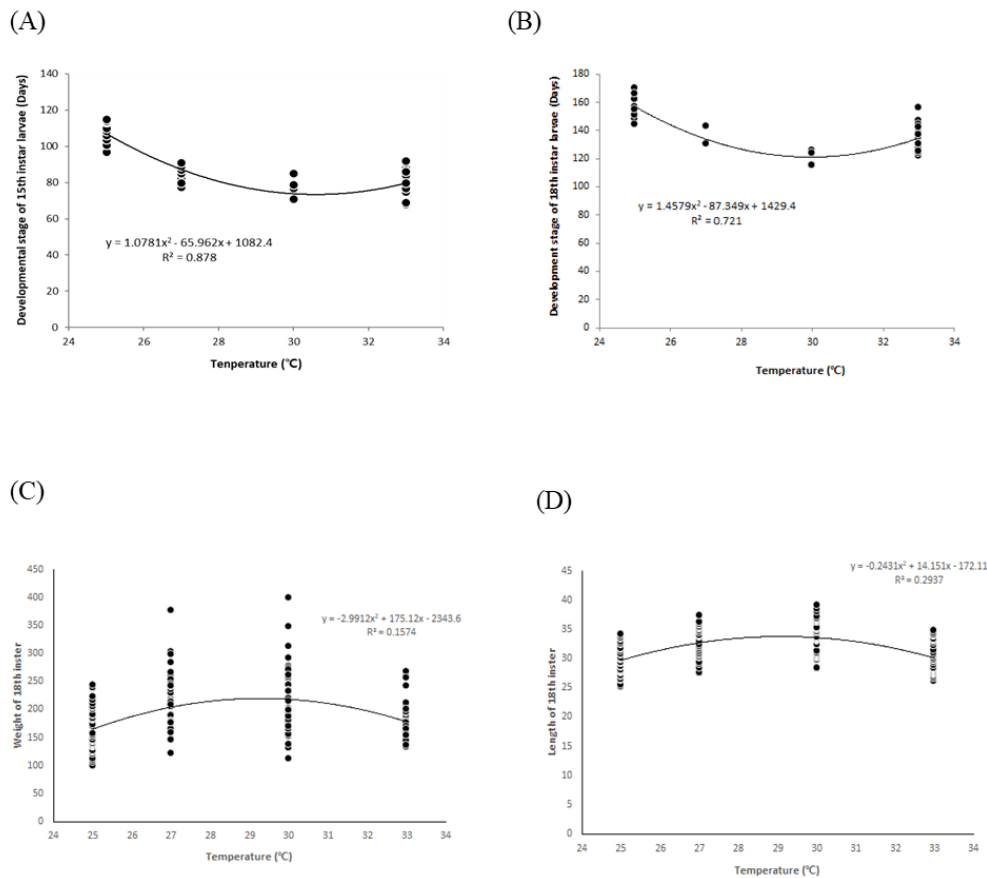 (A)
Developmental stage of 15th instar larvae (Days)
140
120
100
80
60
40
20
0
y = 1.0781x² - 65.962x + 1082.4
R² = 0.878
24 26 28 30 32 34
Tenperature (℃)
(B)
Development stage of 18th instar larvae (Days)
180
160
140
120
100
80
60
40
20
0
y = 1.4579x² - 87.349x + 1429.4
R² = 0.721
24 26 28 30 32 34
Temperature (℃)
(C)
Weight of 18th inster
450
400
350
300
250
200
150
100
50
0
y = -2.9912x² + 175.12x - 2343.6
R² = 0.1574
24 25 26 27 28 29 30 31 32 33 34
Temperature (℃)
(D)
Length of 18th inster
45
40
35
30
25
20
15
10
5
0
y = -0.2431x² + 14.151x - 172.11
R² = 0.2937
24 25 26 27 28 29 30 31 32 33 34
Temperature (℃)